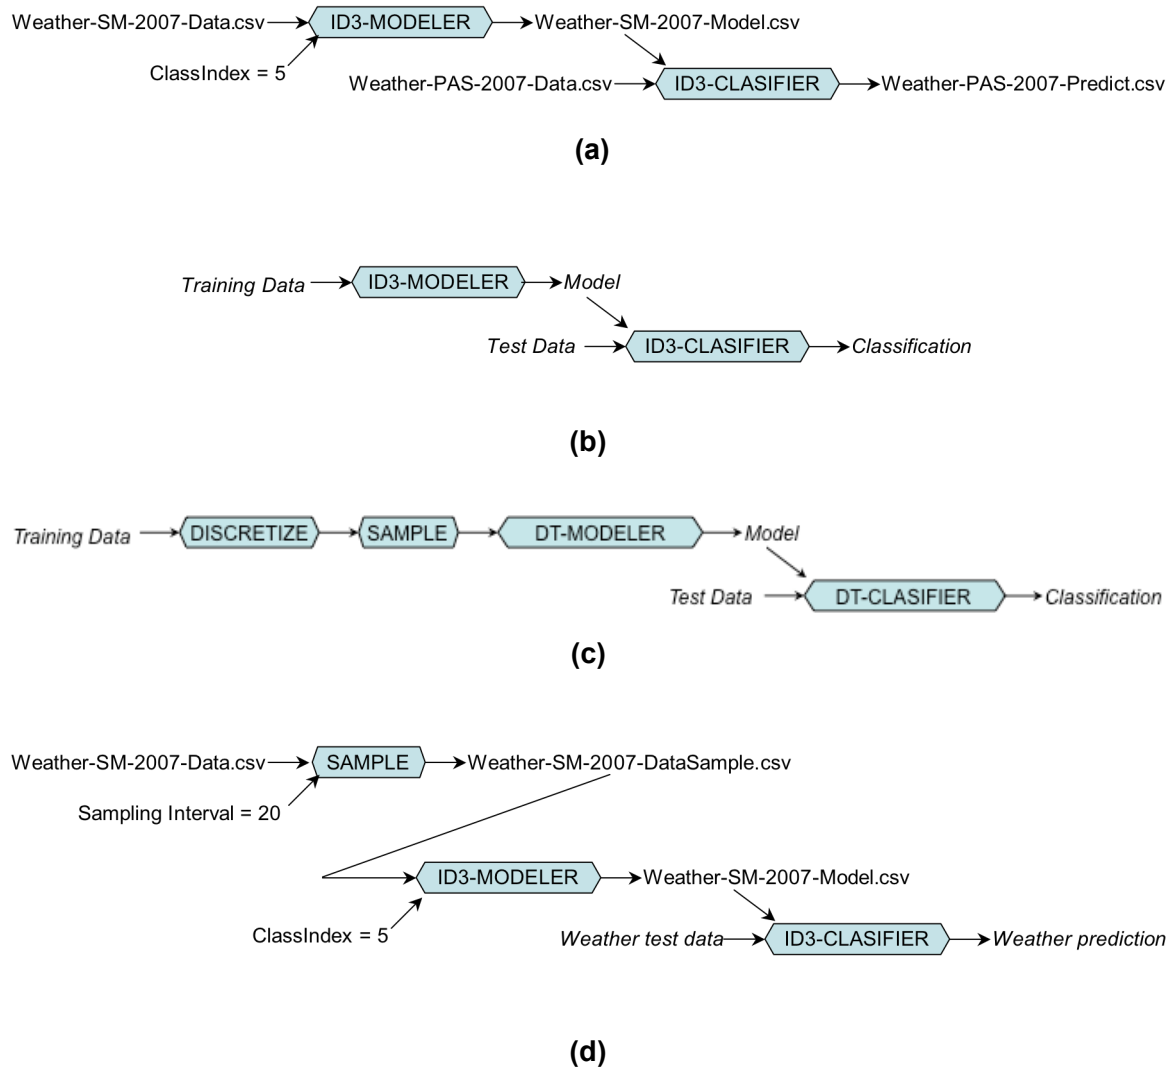 Weather-SM-2007-Data.csv ID3-MODELER Weather-SM-2007-Model.csv
ClassIndex = 5
Weather-PAS-2007-Data.csv ID3-CLASIFIER Weather-PAS-2007-Predict.csv
(a)
Training Data ID3-MODELER Model
Test Data ID3-CLASIFIER Classification
(b)
Training Data DISCRETIZE SAMPLE DT-MODELER Model
Test Data DT-CLASIFIER Classification
(c)
Weather-SM-2007-Data.csv SAMPLE Weather-SM-2007-DataSample.csv
Sampling Interval = 20
ID3-MODELER Weather-SM-2007-Model.csv
ClassIndex = 5
Weather test data ID3-CLASIFIER Weather prediction
(d)